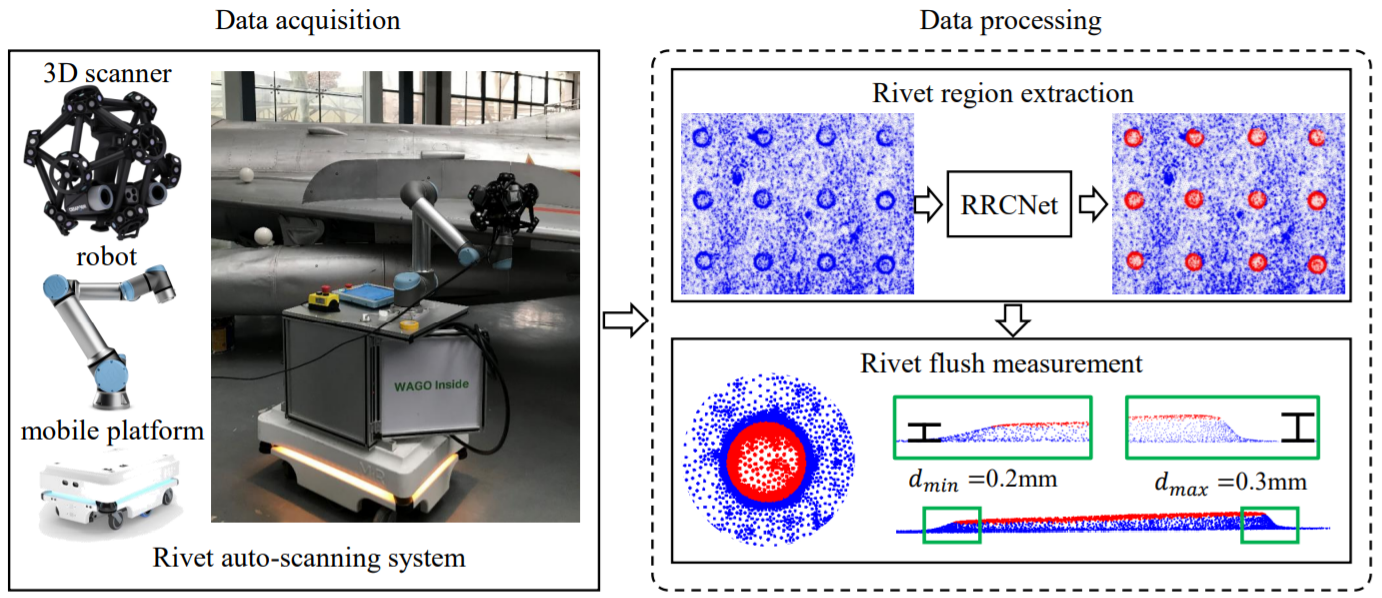 Data acquisition
3D scanner
robot
mobile platform
WAGO Inside
Rivet auto-scanning system
Data processing
Rivet region extraction
RRCNet
Rivet flush measurement
d_{min} =0.2mm
d_{max} =0.3mm